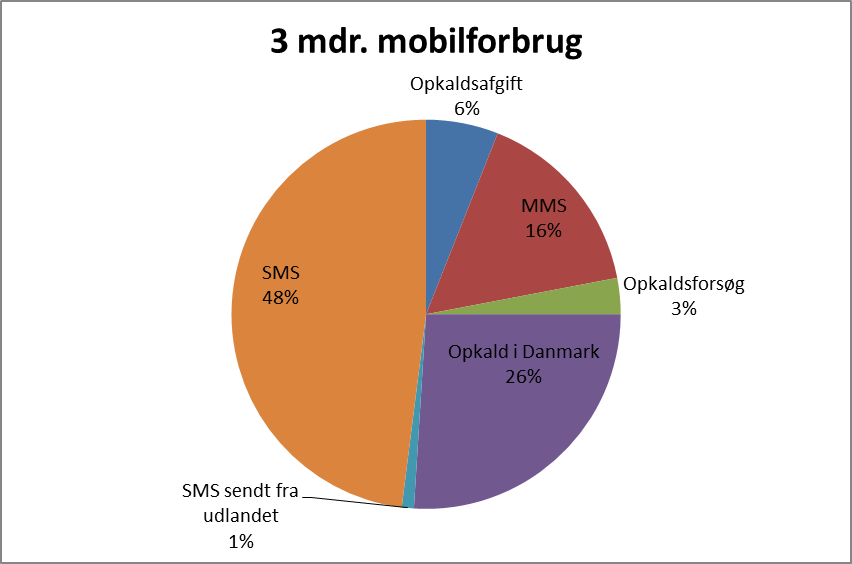 3 mdr. mobilforbrug
Opkaldsafgift
6%
MMS
16%
Opkaldsforsøg
3%
Opkald i Danmark
26%
SMS sendt fra
udlandet
1%
SMS
48%